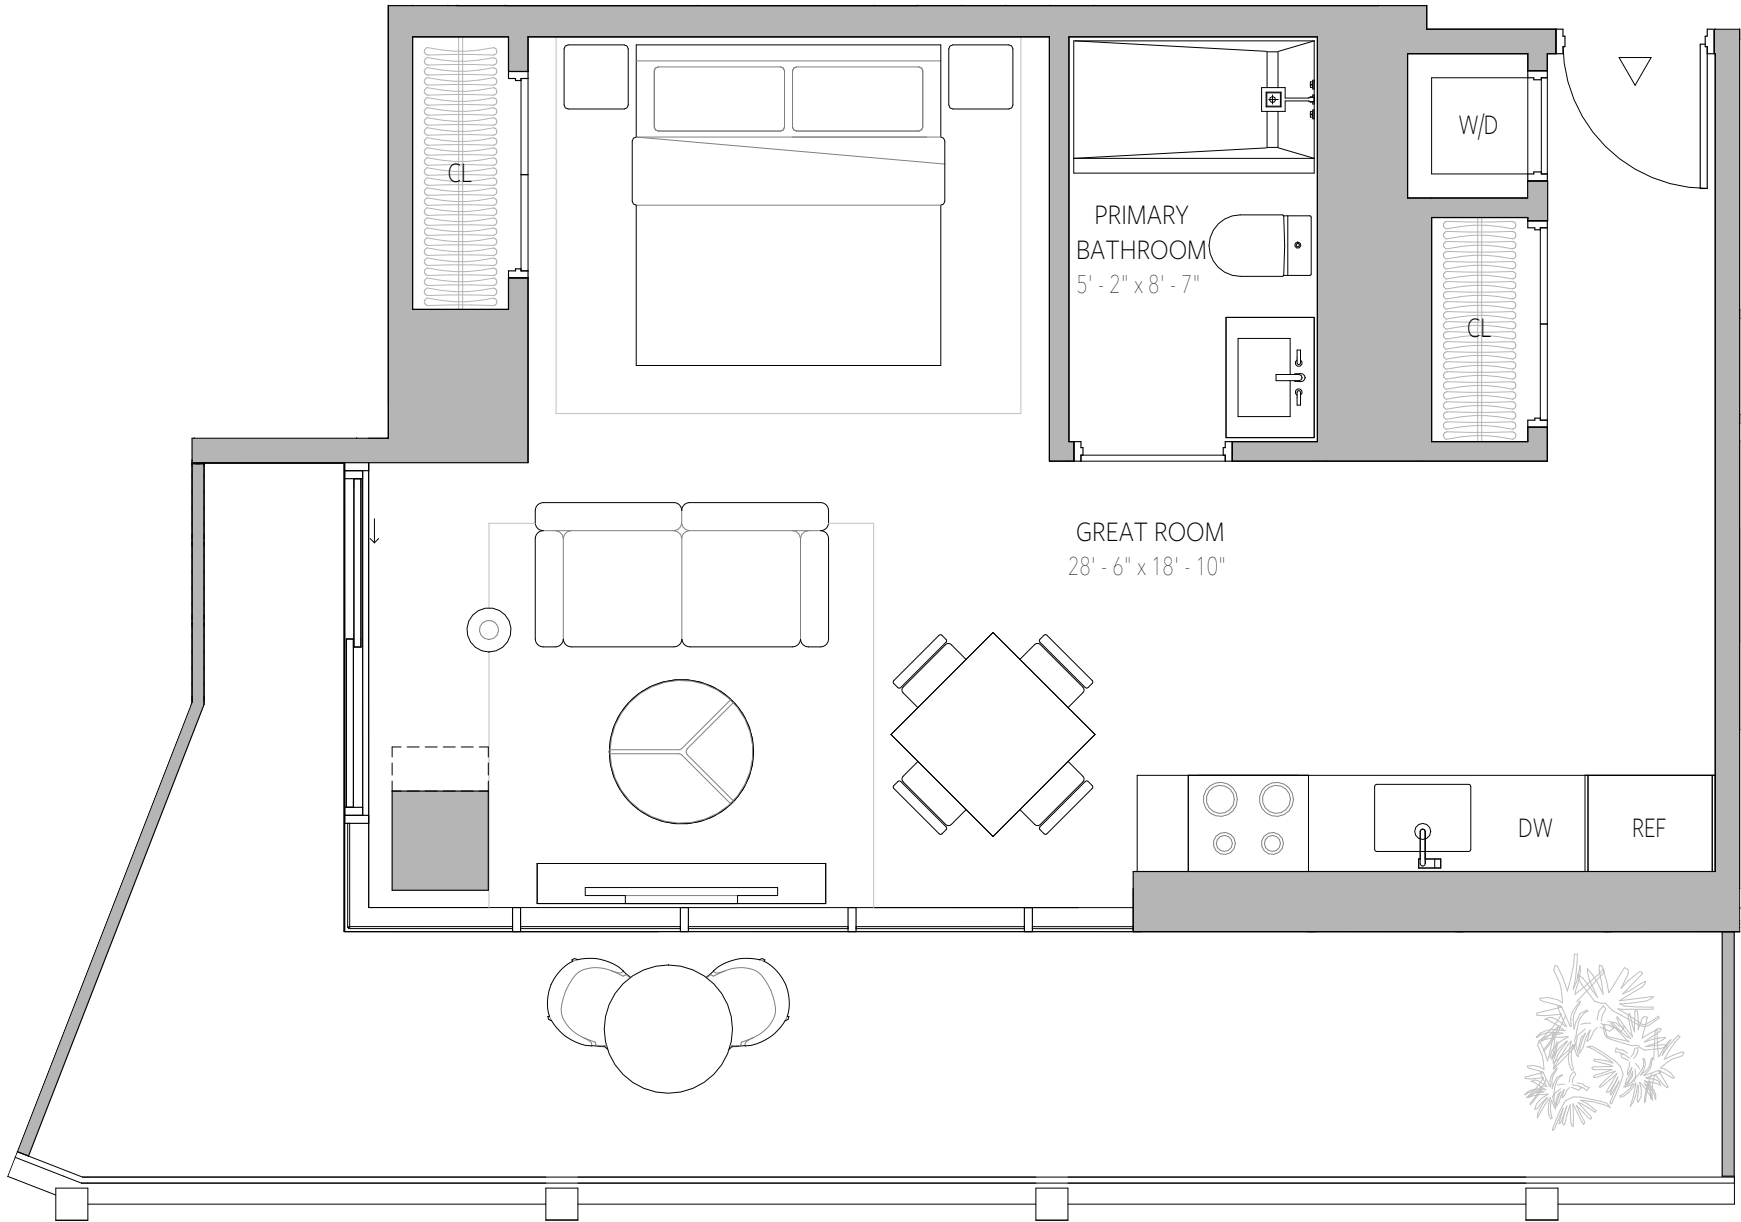 W/D
CL
PRIMARY
BATHROOM
5' - 2" x 8' - 7"
CL
GREAT ROOM
28' - 6" x 18' - 10"
DW
REF